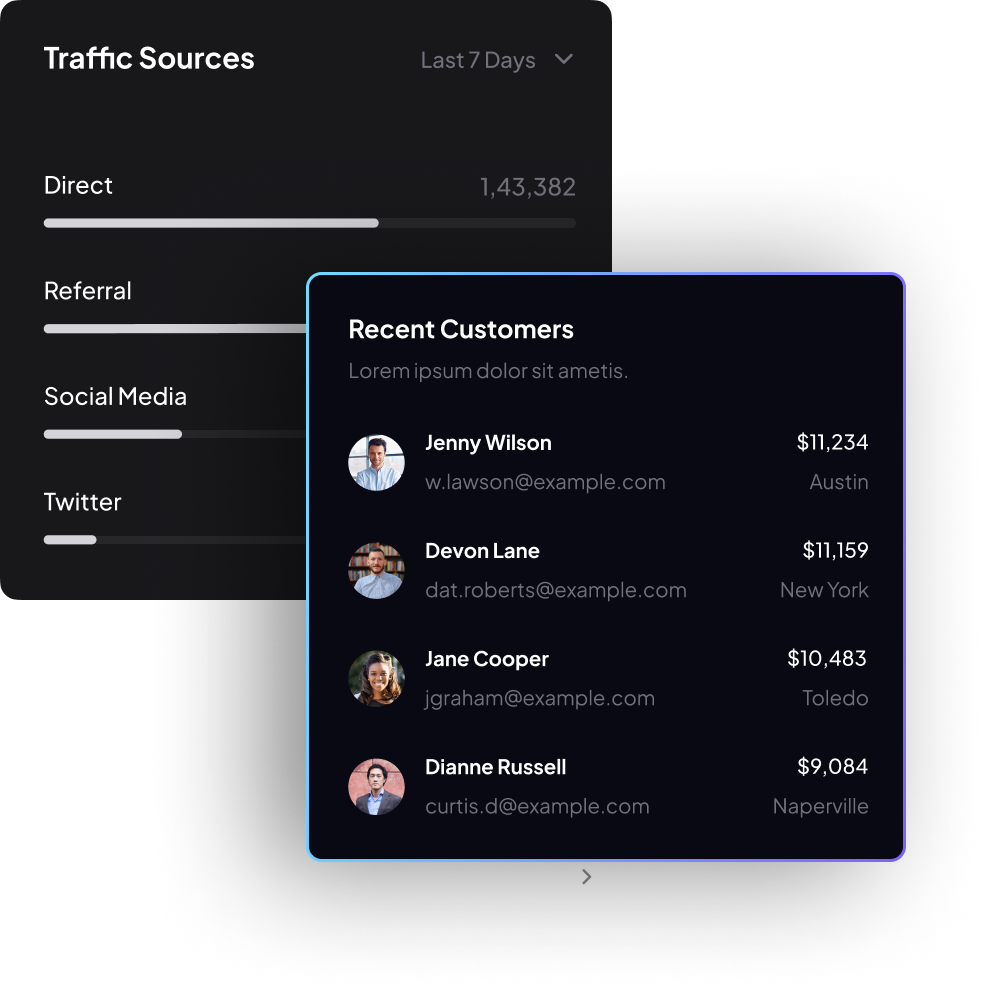 Traffic Sources
Last 7 Days
Direct
1,43,382
Referral
Social Media
Twitter
Recent Customers
Lorem ipsum dolor sit ametis.
Jenny Wilson
$11,234
w.lawson@example.com
Austin
Devon Lane
$11,159
dat.roberts@example.com
New York
Jane Cooper
$10,483
jgraham@example.com
Toledo
Dianne Russell
$9,084
curtis.d@example.com
Naperville